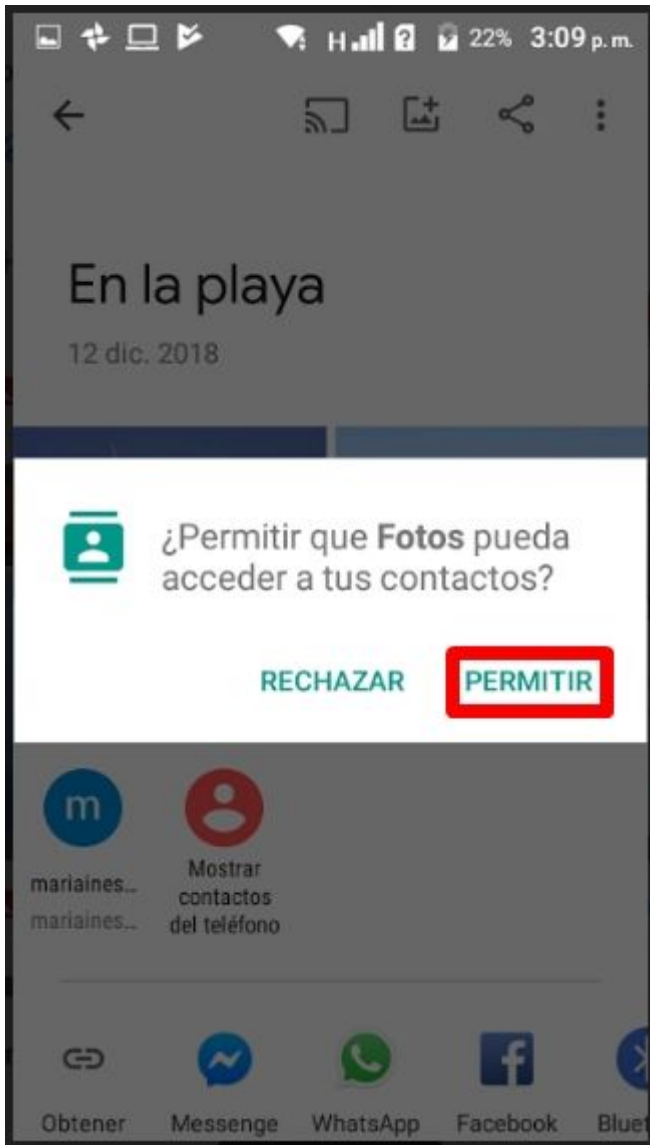 H 22% 3:09 p. m.
En la playa
12 dic. 2018
¿Permitir que Fotos pueda
acceder a tus contactos?
RECHAZAR PERMITIR
m
mariaines…
mariaines…
Mostrar
contactos
del teléfono
Obtener Messenge WhatsApp Facebook Bluet